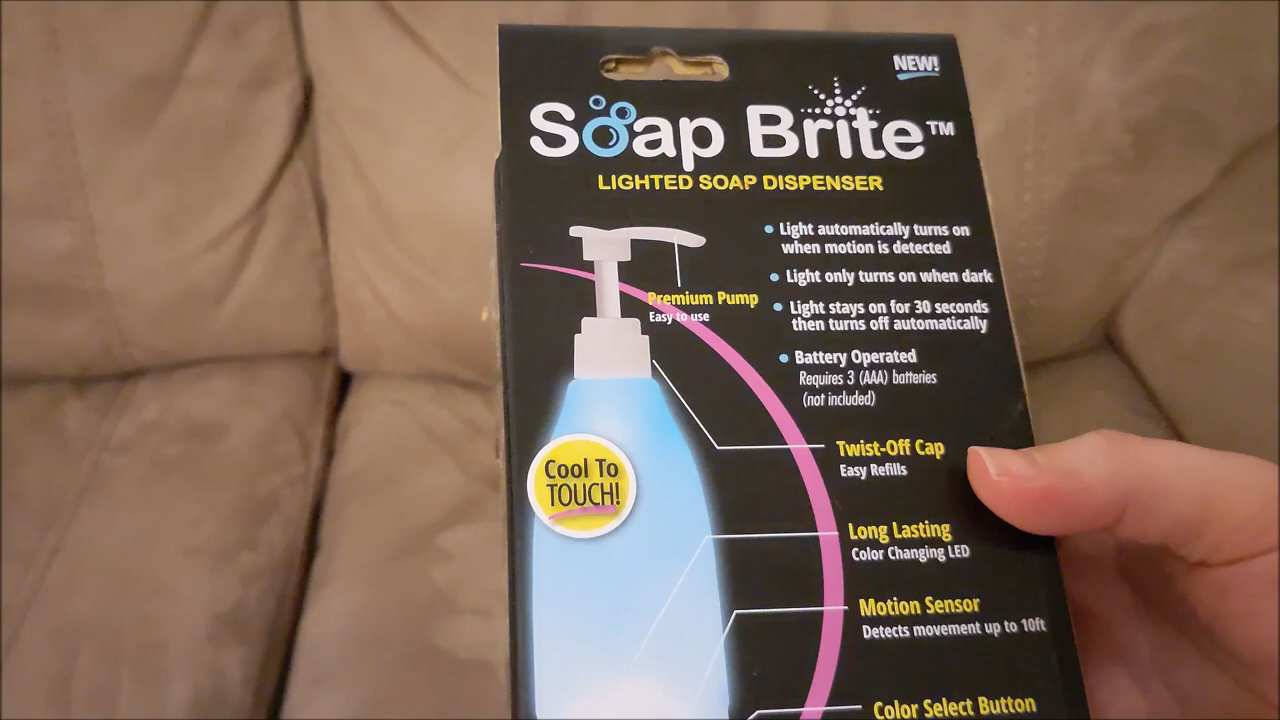 NEW!
Soap Brite™
LIGHTED SOAP DISPENSER
Light automatically turns on
when motion is detected
Light only turns on when dark
Light stays on for 30 seconds
then turns off automatically
Battery Operated
Requires 3 (AAA) batteries
(not included)
Premium Pump
Easy to use
Twist-Off Cap
Easy Refills
Cool To
TOUCH!
Long Lasting
Color Changing LED
Motion Sensor
Detects movement up to 10ft
Color Select Button